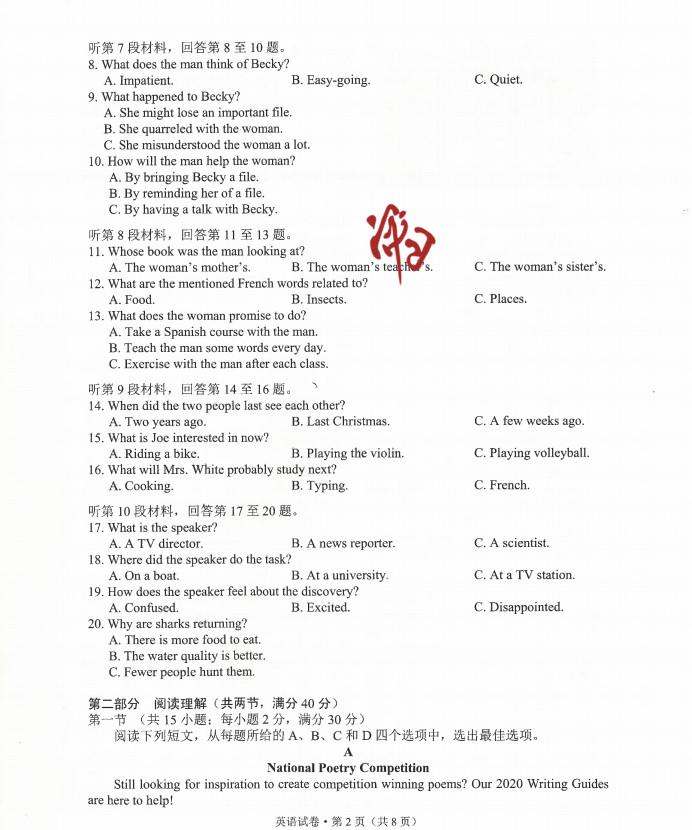 听第 7 段材料，回答第 8 至 10 题。
8. What does the man think of Becky?
A. Impatient. B. Easy-going. C. Quiet.
9. What happened to Becky?
A. She might lose an important file.
B. She quarreled with the woman.
C. She misunderstood the woman a lot.
10. How will the man help the woman?
A. By bringing Becky a file.
B. By reminding her of a file.
C. By having a talk with Becky.
听第 8 段材料，回答第 11 至 13 题。
11. Whose book was the man looking at?
A. The woman's mother's. B. The woman's teacher's. C. The woman's sister's.
12. What are the mentioned French words related to?
A. Food. B. Insects. C. Places.
13. What does the woman promise to do?
A. Take a Spanish course with the man.
B. Teach the man some words every day.
C. Exercise with the man after each class.
听第 9 段材料，回答第 14 至 16 题。
14. When did the two people last see each other?
A. Two years ago. B. Last Christmas. C. A few weeks ago.
15. What is Joe interested in now?
A. Riding a bike. B. Playing the violin. C. Playing volleyball.
16. What will Mrs. White probably study next?
A. Cooking. B. Typing. C. French.
听第 10 段材料，回答第 17 至 20 题。
17. What is the speaker?
A. A TV director. B. A news reporter. C. A scientist.
18. Where did the speaker do the task?
A. On a boat. B. At a university. C. At a TV station.
19. How does the speaker feel about the discovery?
A. Confused. B. Excited. C. Disappointed.
20. Why are sharks returning?
A. There is more food to eat.
B. The water quality is better.
C. Fewer people hunt them.
第二部分 阅读理解（共两节，满分 40 分）
第一节 （共 15 小题；每小题 2 分，满分 30 分）
阅读下列短文，从每题所给的 A、B、C 和 D 四个选项中，选出最佳选项。
A
National Poetry Competition
Still looking for inspiration to create competition winning poems? Our 2020 Writing Guides
are here to help!
英语试卷·第 2 页（共 8 页）